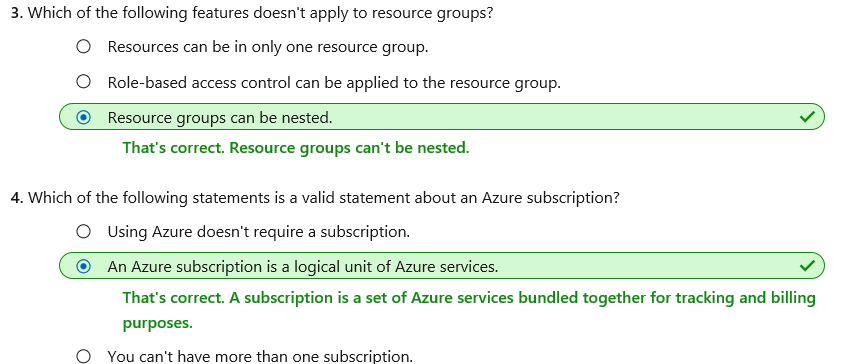 3. Which of the following features doesn't apply to resource groups?
Resources can be in only one resource group.
Role-based access control can be applied to the resource group.
Resource groups can be nested.
That's correct. Resource groups can't be nested.
4. Which of the following statements is a valid statement about an Azure subscription?
Using Azure doesn't require a subscription.
An Azure subscription is a logical unit of Azure services.
That's correct. A subscription is a set of Azure services bundled together for tracking and billing
purposes.
You can't have more than one subscription.